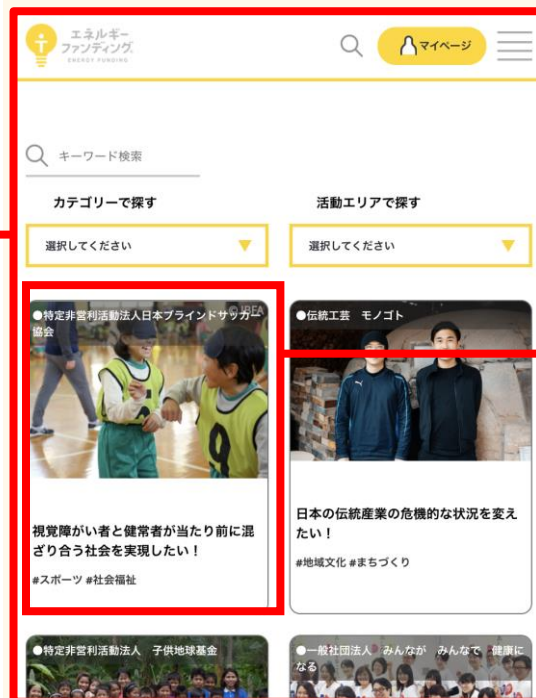 エネルギー
ファンディング
ENERGY FUNDING
マイページ
キーワード検索
カテゴリーで探す
活動エリアで探す
選択してください
選択してください
●特定非営利活動法人日本ブラインドサッカー
協会
© JBFA
●伝統工芸 モノゴト
9
視覚障がい者と健常者が当たり前に混
ざり合う社会を実現したい！
#スポーツ #社会福祉
日本の伝統産業の危機的な状況を変え
たい！
#地域文化 #まちづくり
●特定非営利活動法人 子供地球基金
●一般社団法人 みんなが みんなで 健康に
なる